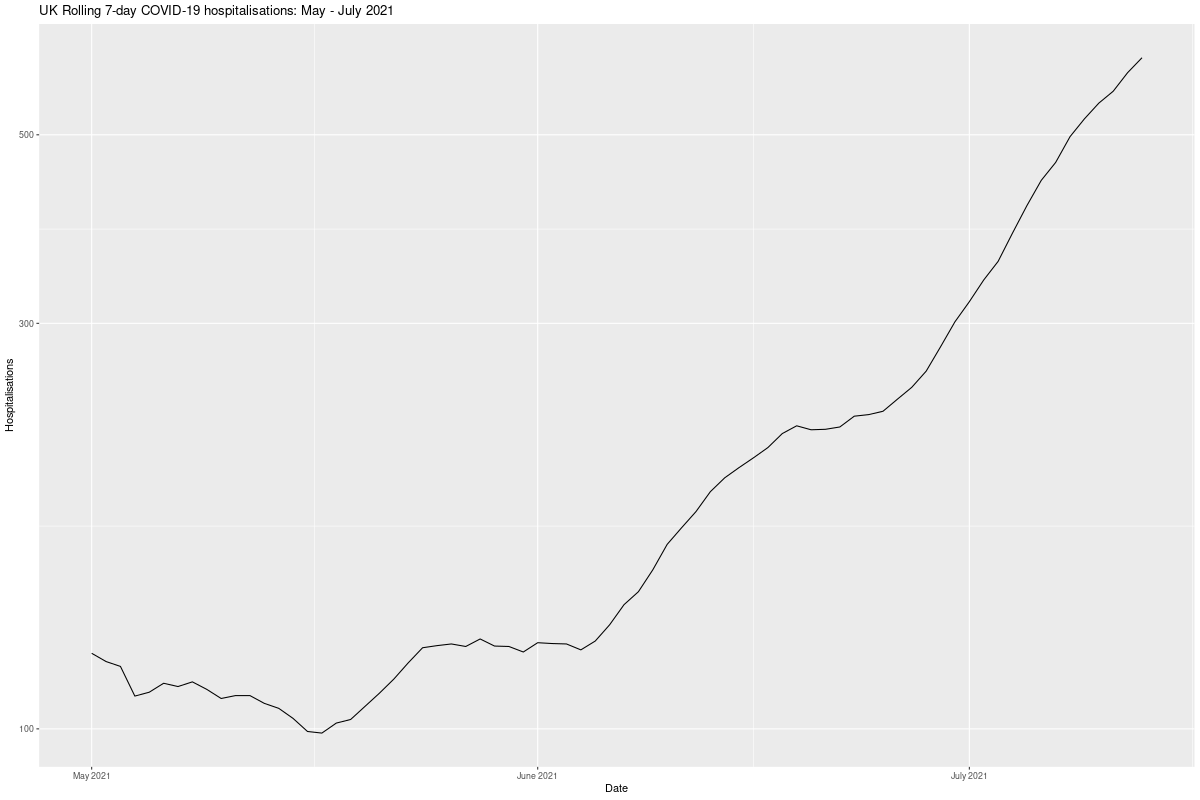 UK Rolling 7-day COVID-19 hospitalisations: May - July 2021
Hospitalisations
500
300
100
May 2021
June 2021
July 2021
Date